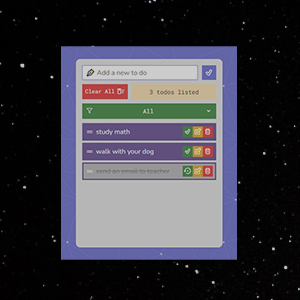 Add a new to do
Clear All
3 todos listed
All
study math
walk with your dog
send an email to teacher